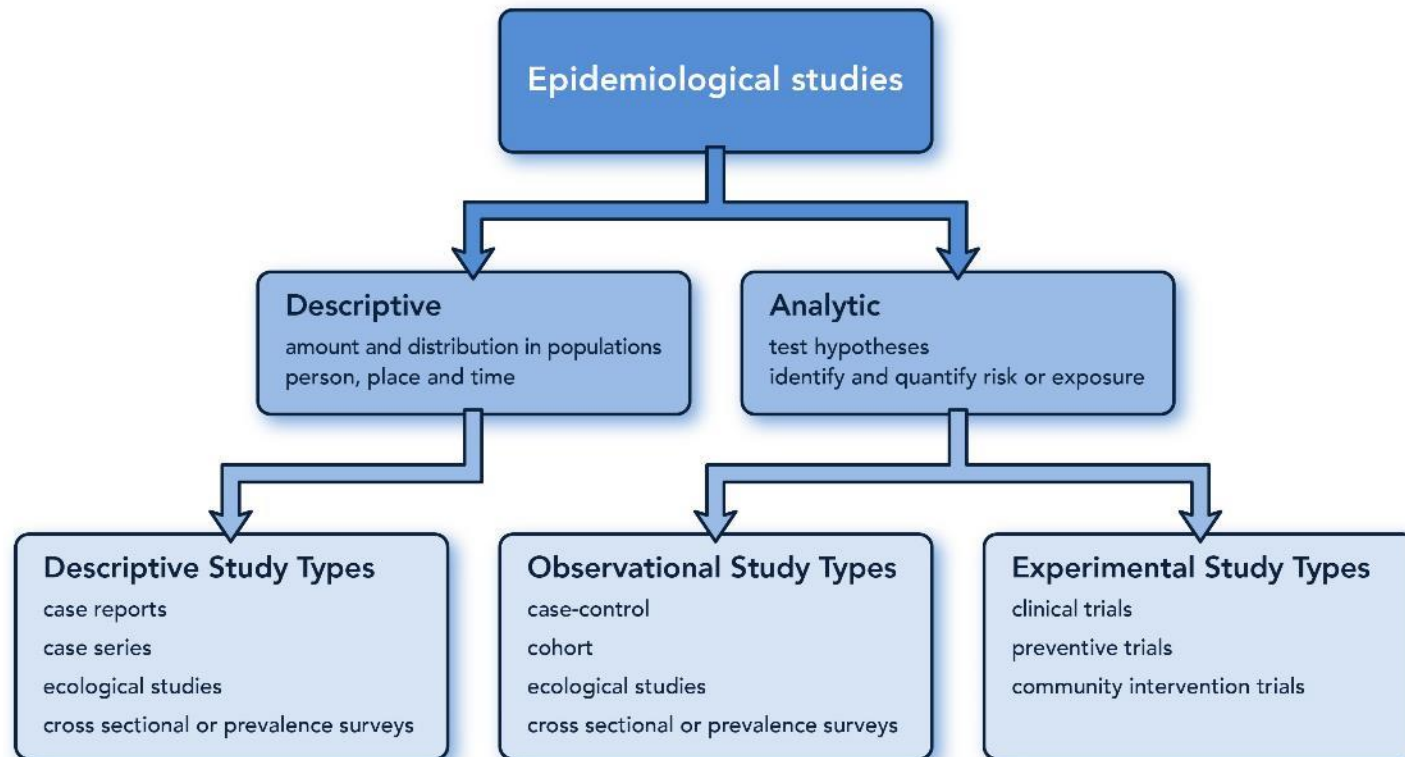 Epidemiological studies
Descriptive
amount and distribution in populations
person, place and time
Analytic
test hypotheses
identify and quantify risk or exposure
Descriptive Study Types
case reports
case series
ecological studies
cross sectional or prevalence surveys
Observational Study Types
case-control
cohort
ecological studies
cross sectional or prevalence surveys
Experimental Study Types
clinical trials
preventive trials
community intervention trials